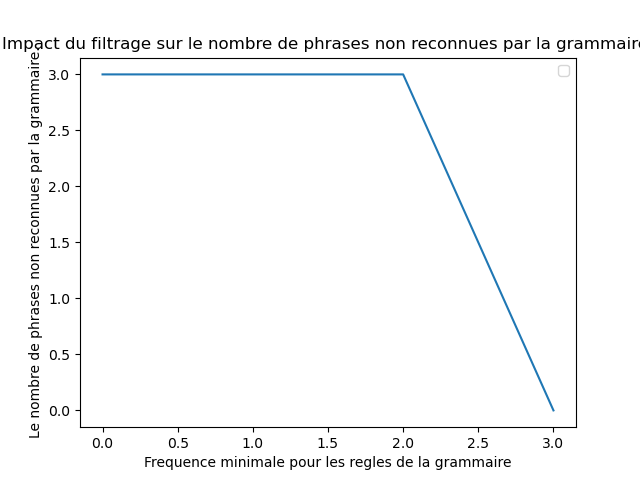 Impact du filtrage sur le nombre de phrases non reconnues par la grammaire
Le nombre de phrases non reconnues par la grammaire
3.0
2.5
2.0
1.5
1.0
0.5
0.0
0.0 0.5 1.0 1.5 2.0 2.5 3.0
Frequence minimale pour les regles de la grammaire